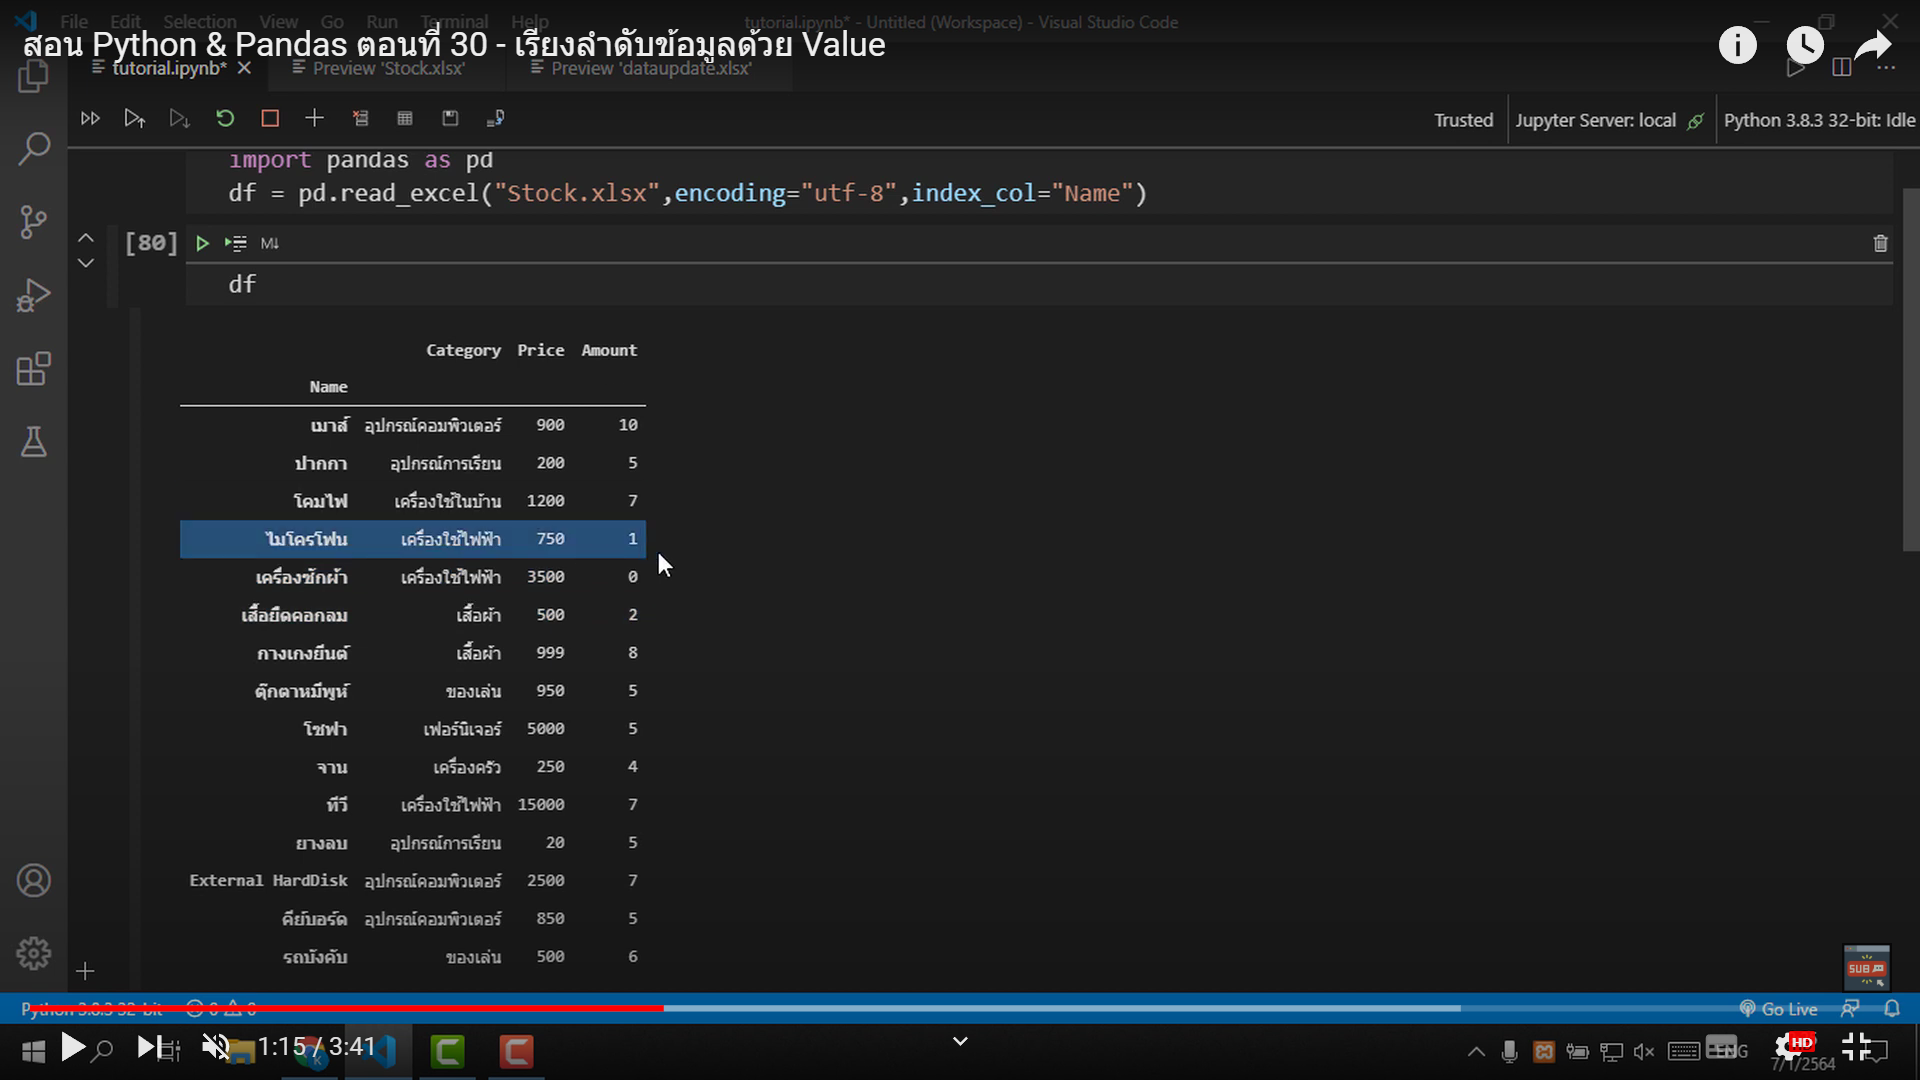 File Edit Selection View Go Run Terminal Help
tutorial.ipynb* - Untitled (Workspace) - Visual Studio Code
สอน Python & Pandas ตอนที่ 30 - เรียงลำดับข้อมูลด้วย Value
tutorial.ipynb* Preview 'Stock.xlsx' Preview 'dataupdate.xlsx'
Trusted Jupyter Server: local Python 3.8.3 32-bit: Idle
import pandas as pd
df = pd.read_excel("Stock.xlsx",encoding="utf-8",index_col="Name")
[80] M↓
df
Category Price Amount
Name
เมาส์ อุปกรณ์คอมพิวเตอร์ 900 10
ปากกา อุปกรณ์การเรียน 200 5
โคมไฟ เครื่องใช้ในบ้าน 1200 7
ไมโครโฟน เครื่องใช้ไฟฟ้า 750 1
เครื่องซักผ้า เครื่องใช้ไฟฟ้า 3500 0
เสื้อยืดคอกลม เสื้อผ้า 500 2
กางเกงยีนต์ เสื้อผ้า 999 8
ตุ๊กตาหมีพูห์ ของเล่น 950 5
โซฟา เฟอร์นิเจอร์ 5000 5
จาน เครื่องครัว 250 4
ทีวี เครื่องใช้ไฟฟ้า 15000 7
ยางลบ อุปกรณ์การเรียน 20 5
External HardDisk อุปกรณ์คอมพิวเตอร์ 2500 7
คีย์บอร์ด อุปกรณ์คอมพิวเตอร์ 850 5
รถบังคับ ของเล่น 500 6
SUB
Python 3.8.3 32-bit 0 0 Go Live
1:15 / 3:41 ENG HD
7/1/2564